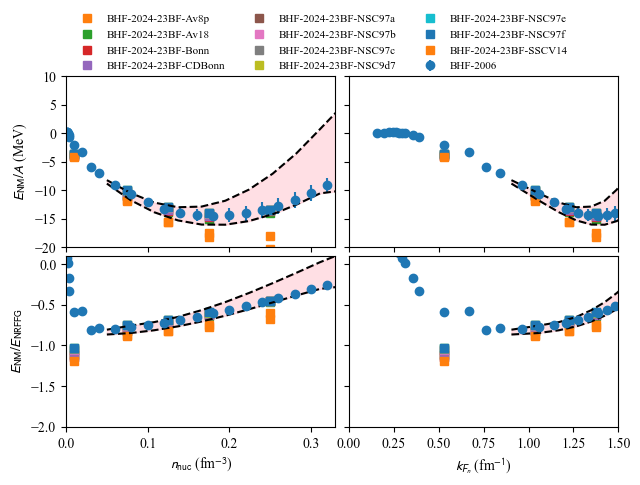 BHF-2024-23BF-Av8p
BHF-2024-23BF-Av18
BHF-2024-23BF-Bonn
BHF-2024-23BF-CDBonn
BHF-2024-23BF-NSC97a
BHF-2024-23BF-NSC97b
BHF-2024-23BF-NSC97c
BHF-2024-23BF-NSC9d7
BHF-2024-23BF-NSC97e
BHF-2024-23BF-NSC97f
BHF-2024-23BF-SSCV14
BHF-2006
10
5
0
−5
−10
−15
−20
E_NM/A (MeV)
0.0
−0.5
−1.0
−1.5
−2.0
E_NM/E_NRFFG
0.0 0.1 0.2 0.3
n_nuc (fm⁻³)
0.00 0.25 0.50 0.75 1.00 1.25 1.50
k_{F_n} (fm⁻¹)